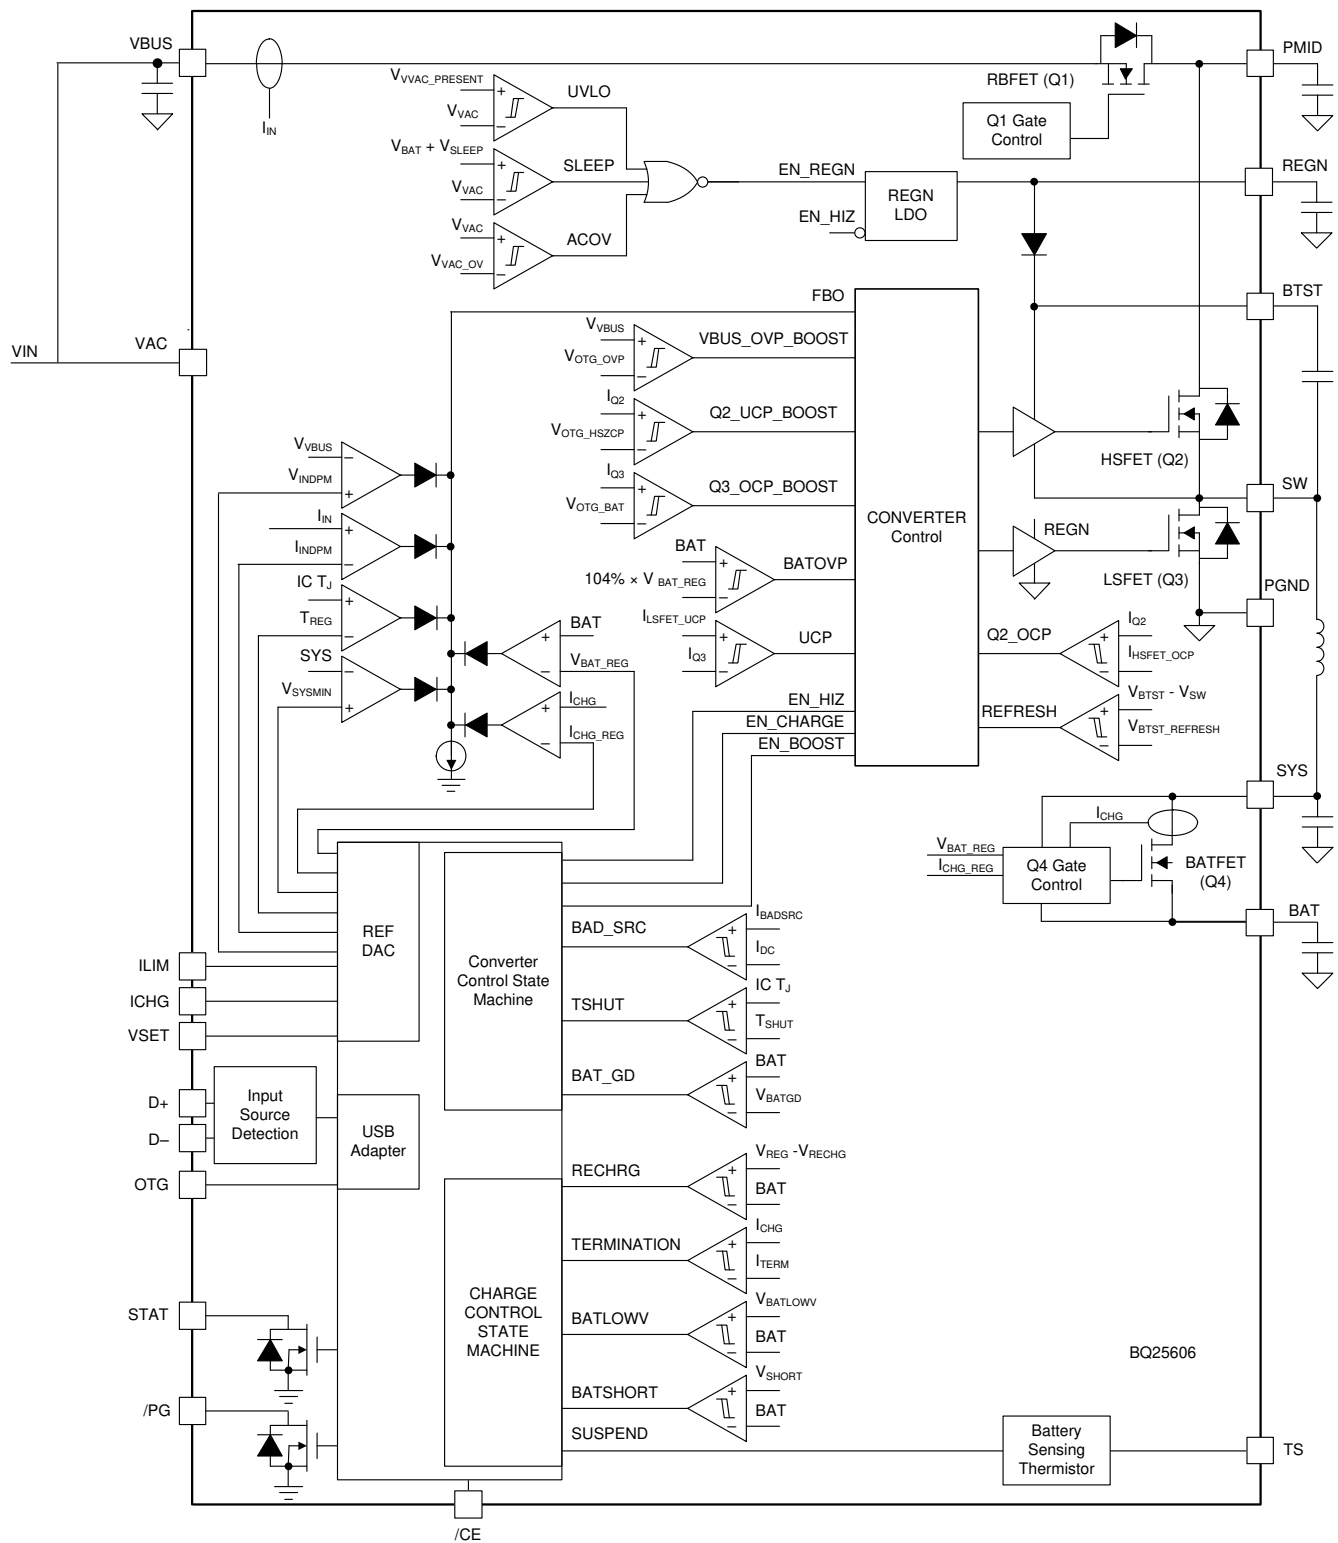 VBUS
I_IN
V_VVAC_PRESENT
V_VAC
+
−
UVLO
V_BAT + V_SLEEP
V_VAC
+
−
SLEEP
V_VAC
V_VAC_OV
+
−
ACOV
EN_REGN
EN_HIZ
REGN
LDO
RBFET (Q1)
Q1 Gate
Control
PMID
REGN
BTST
VIN
VAC
FBO
V_VBUS
V_OTG_OVP
+
−
VBUS_OVP_BOOST
I_Q2
V_OTG_HSZCP
+
−
Q2_UCP_BOOST
I_Q3
V_OTG_BAT
+
−
Q3_OCP_BOOST
BAT
104% × V_BAT_REG
+
−
BATOVP
I_LSFET_UCP
I_Q3
+
−
UCP
EN_HIZ
EN_CHARGE
EN_BOOST
CONVERTER
Control
HSFET (Q2)
SW
REGN
LSFET (Q3)
PGND
Q2_OCP
+
−
I_Q2
I_HSFET_OCP
REFRESH
+
−
V_BTST - V_SW
V_BTST_REFRESH
V_VBUS
V_INDPM
−
+
I_IN
I_INDPM
+
−
IC T_J
T_REG
+
−
SYS
V_SYSMIN
−
+
BAT
V_BAT_REG
+
−
I_CHG
I_CHG_REG
+
−
SYS
I_CHG
V_BAT_REG
I_CHG_REG
Q4 Gate
Control
BATFET
(Q4)
BAT
REF
DAC
Converter
Control State
Machine
BAD_SRC
+
−
I_BADSRC
I_DC
TSHUT
+
−
IC T_J
T_SHUT
BAT_GD
+
−
BAT
V_BATGD
ILIM
ICHG
VSET
D+
D−
Input
Source
Detection
USB
Adapter
OTG
CHARGE
CONTROL
STATE
MACHINE
RECHRG
+
−
V_REG -V_RECHG
BAT
TERMINATION
+
−
I_CHG
I_TERM
BATLOWV
+
−
V_BATLOWV
BAT
BATSHORT
+
−
V_SHORT
BAT
SUSPEND
STAT
/PG
BQ25606
Battery
Sensing
Thermistor
TS
/CE